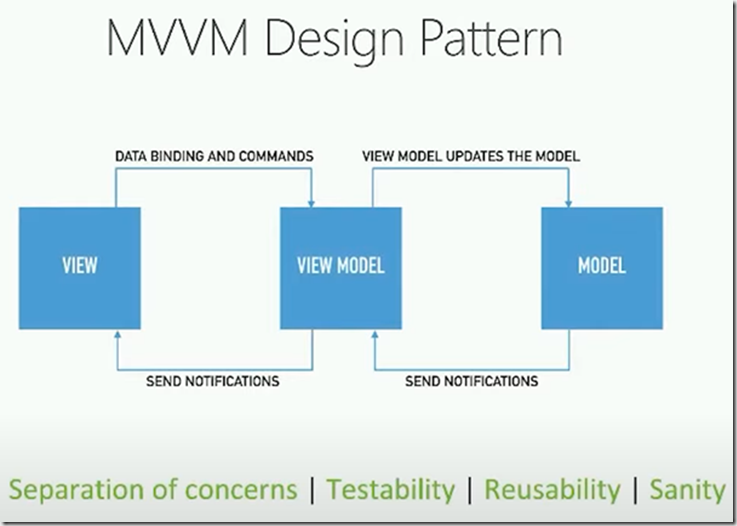 MVVM Design Pattern
DATA BINDING AND COMMANDS
VIEW MODEL UPDATES THE MODEL
VIEW
VIEW MODEL
MODEL
SEND NOTIFICATIONS
SEND NOTIFICATIONS
Separation of concerns | Testability | Reusability | Sanity